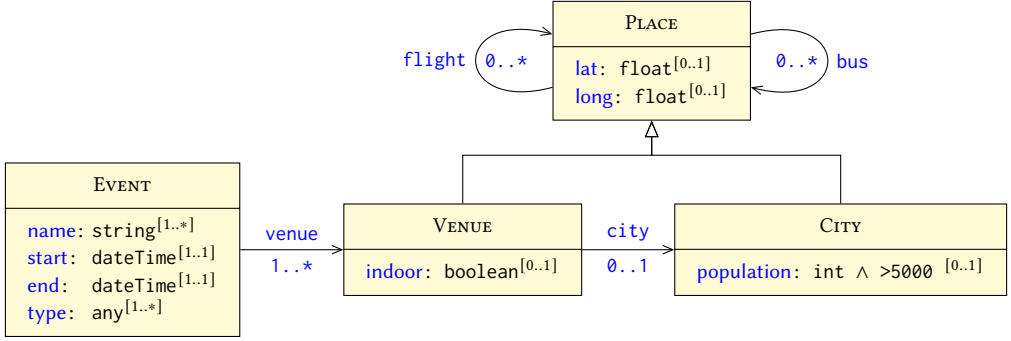 PLACE
lat: float[0..1]
long: float[0..1]
flight
0..*
0..*
bus
EVENT
name: string[1..*]
start: dateTime[1..1]
end: dateTime[1..1]
type: any[1..*]
venue
1..*
VENUE
indoor: boolean[0..1]
city
0..1
CITY
population: int ∧ >5000 [0..1]